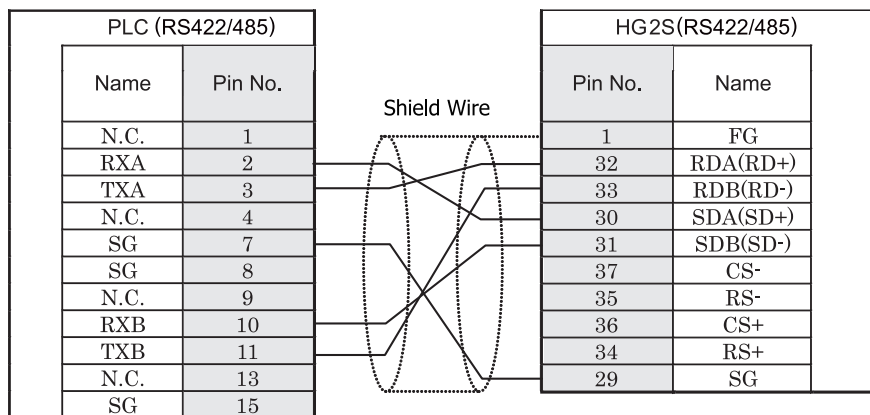 PLC (RS422/485)
HG2S(RS422/485)
Name Pin No.
Pin No. Name
Shield Wire
N.C. 1
1 FG
RXA 2
32 RDA(RD+)
TXA 3
33 RDB(RD-)
N.C. 4
30 SDA(SD+)
SG 7
31 SDB(SD-)
SG 8
37 CS-
N.C. 9
35 RS-
RXB 10
36 CS+
TXB 11
34 RS+
N.C. 13
29 SG
SG 15